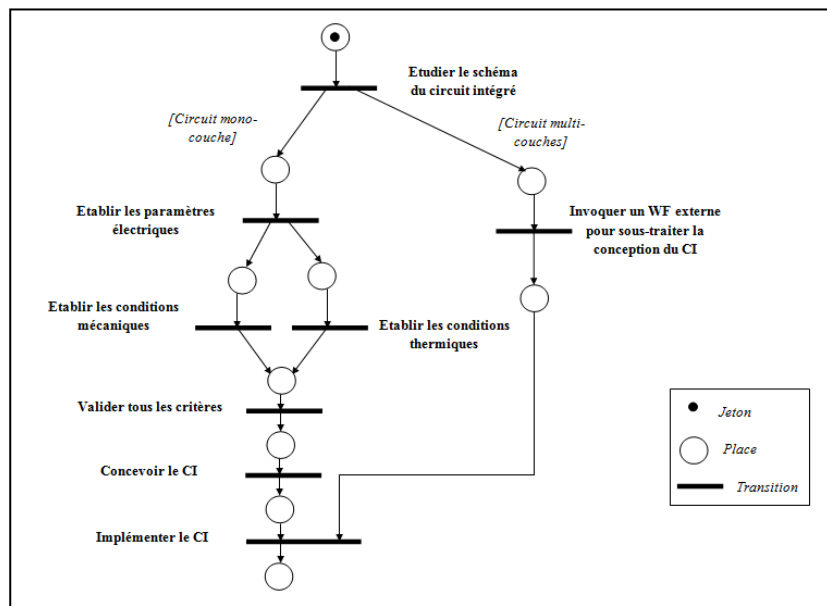 Etudier le schéma
du circuit intégré
[Circuit mono-
couche]
[Circuit multi-
couches]
Etablir les paramètres
électriques
Invoquer un WF externe
pour sous-traiter la
conception du CI
Etablir les conditions
mécaniques
Etablir les conditions
thermiques
Valider tous les critères
Concevoir le CI
Implémenter le CI
Jeton
Place
Transition